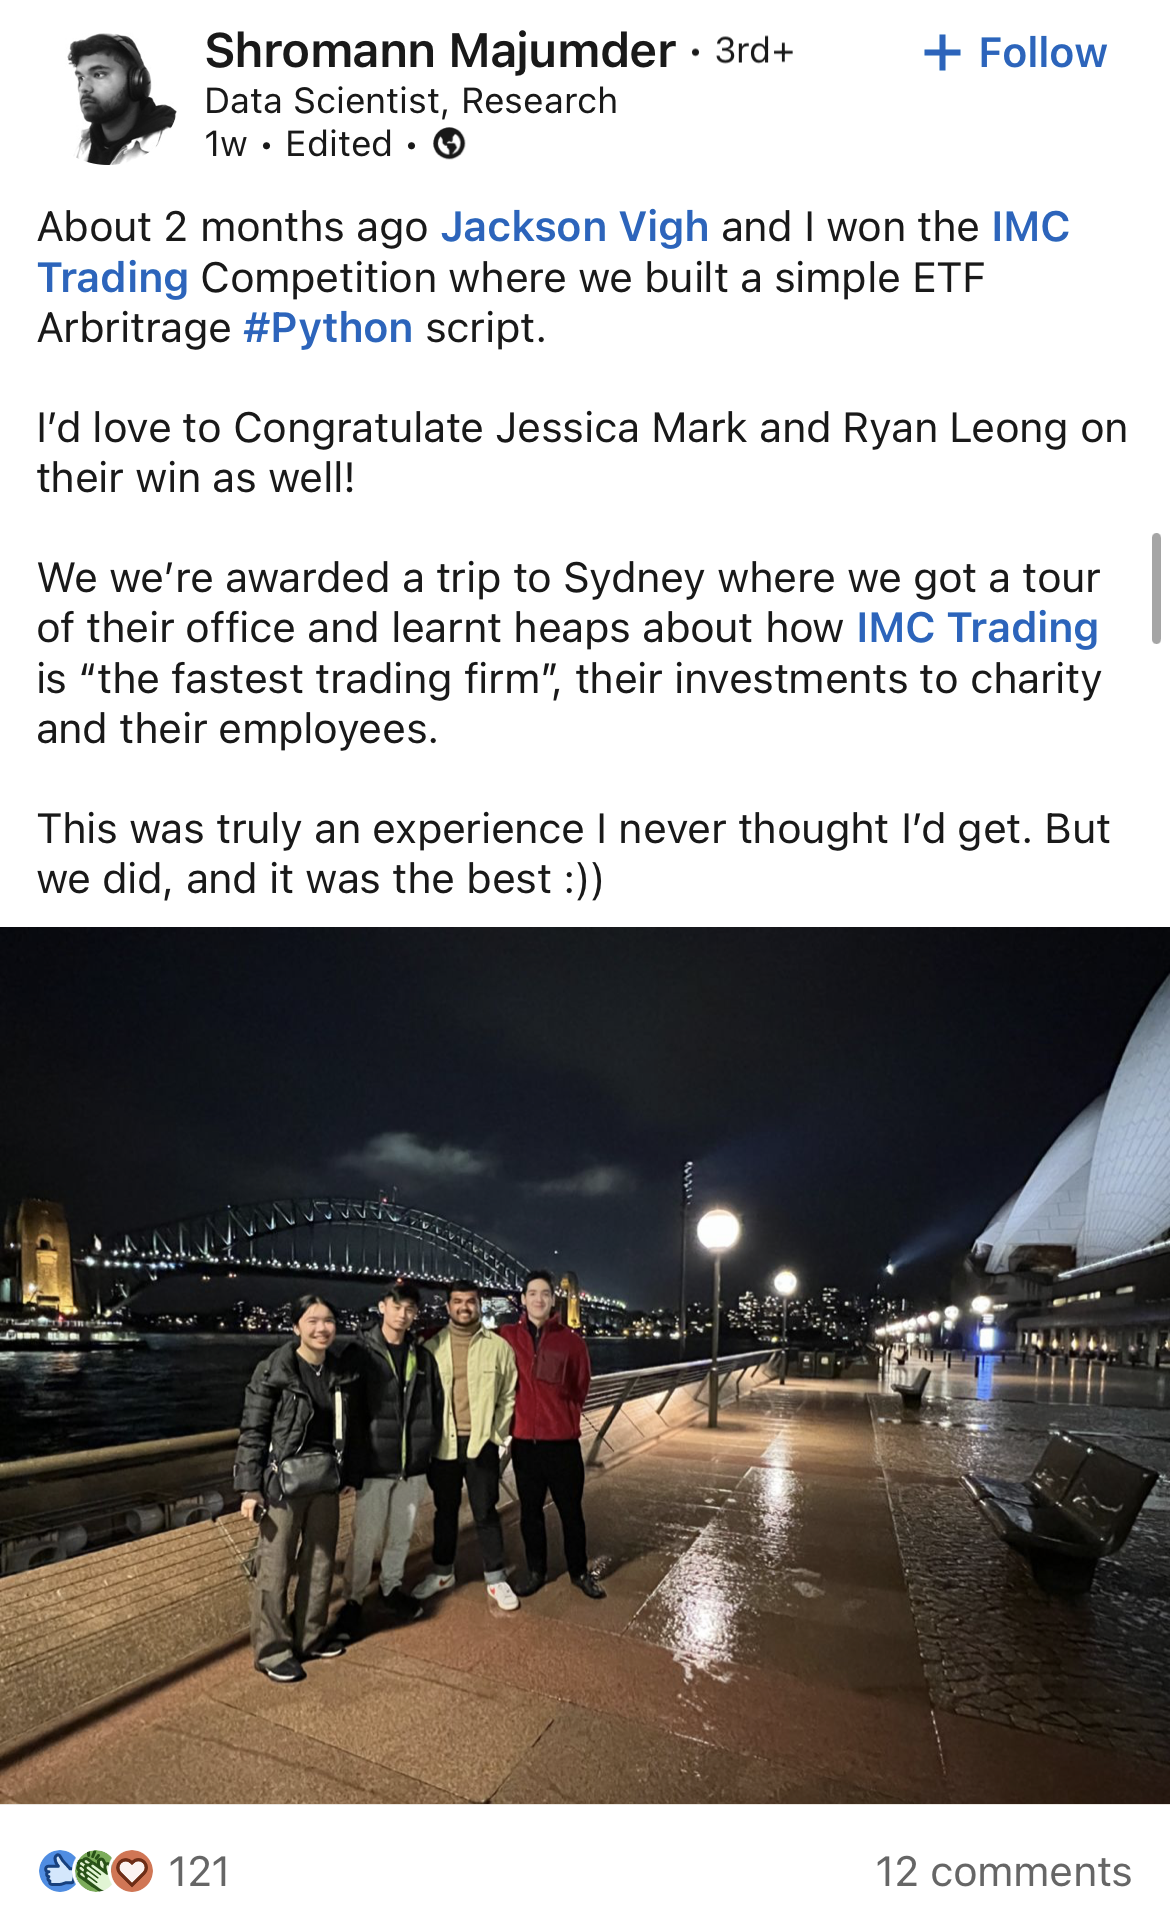 Shromann Majumder · 3rd+
+ Follow
Data Scientist, Research
1w • Edited •
About 2 months ago Jackson Vigh and I won the IMC
Trading Competition where we built a simple ETF
Arbritrage #Python script.
I’d love to Congratulate Jessica Mark and Ryan Leong on
their win as well!
We we’re awarded a trip to Sydney where we got a tour
of their office and learnt heaps about how IMC Trading
is “the fastest trading firm”, their investments to charity
and their employees.
This was truly an experience I never thought I’d get. But
we did, and it was the best :))
121
12 comments